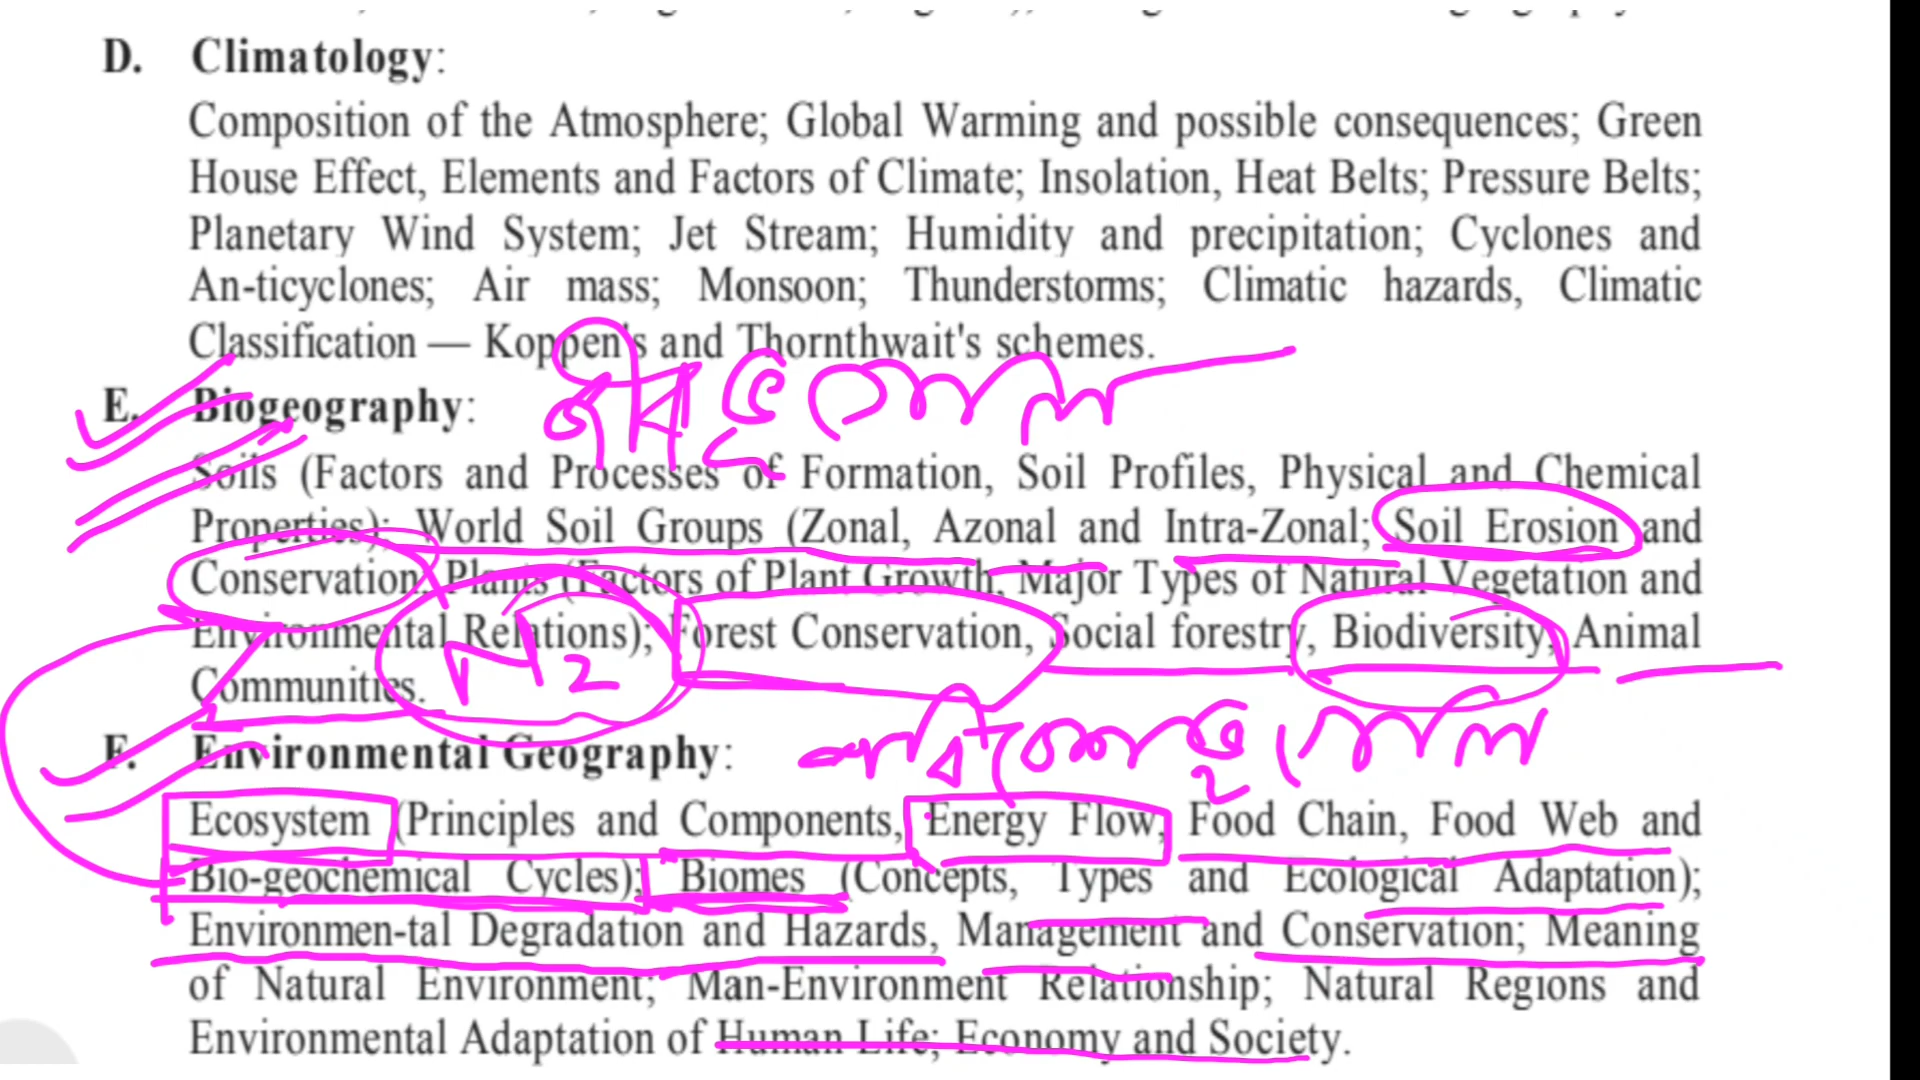 D. Climatology:
Composition of the Atmosphere; Global Warming and possible consequences; Green
House Effect, Elements and Factors of Climate; Insolation, Heat Belts; Pressure Belts;
Planetary Wind System; Jet Stream; Humidity and precipitation; Cyclones and
An-ticyclones; Air mass; Monsoon; Thunderstorms; Climatic hazards, Climatic
Classification — Koppen's and Thornthwait's schemes.
E. Biogeography:
Soils (Factors and Processes of Formation, Soil Profiles, Physical and Chemical
Properties); World Soil Groups (Zonal, Azonal and Intra-Zonal; Soil Erosion and
Conservation, Plants (Factors of Plant Growth, Major Types of Natural Vegetation and
Environmental Relations); Forest Conservation, Social forestry, Biodiversity, Animal
Communities.
F. Environmental Geography:
Ecosystem (Principles and Components, Energy Flow, Food Chain, Food Web and
Bio-geochemical Cycles); Biomes (Concepts, Types and Ecological Adaptation);
Environmen-tal Degradation and Hazards, Management and Conservation; Meaning
of Natural Environment; Man-Environment Relationship; Natural Regions and
Environmental Adaptation of Human Life; Economy and Society.